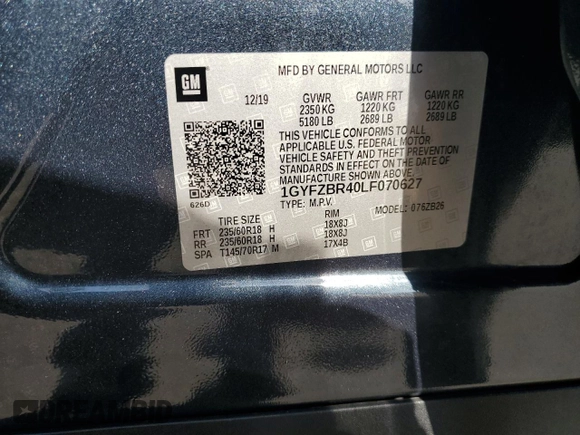 GM
MFD BY GENERAL MOTORS LLC
12/19 GVWR GAWR FRT GAWR RR
2350 KG 1220 KG 1220 KG
5180 LB 2689 LB 2689 LB
THIS VEHICLE CONFORMS TO ALL
APPLICABLE U.S. FEDERAL MOTOR
VEHICLE SAFETY AND THEFT PREVENTION
STANDARDS IN EFFECT ON THE DATE OF
MANUFACTURE SHOWN ABOVE.
1GYFZBR40LF070627
626D TYPE: M.P.V. MODEL: 076ZB26
TIRE SIZE RIM
FRT 235/60R18 H 18X8J
RR 235/60R18 H 18X8J
SPA T145/70R17 M 17X4B
DREAM BID